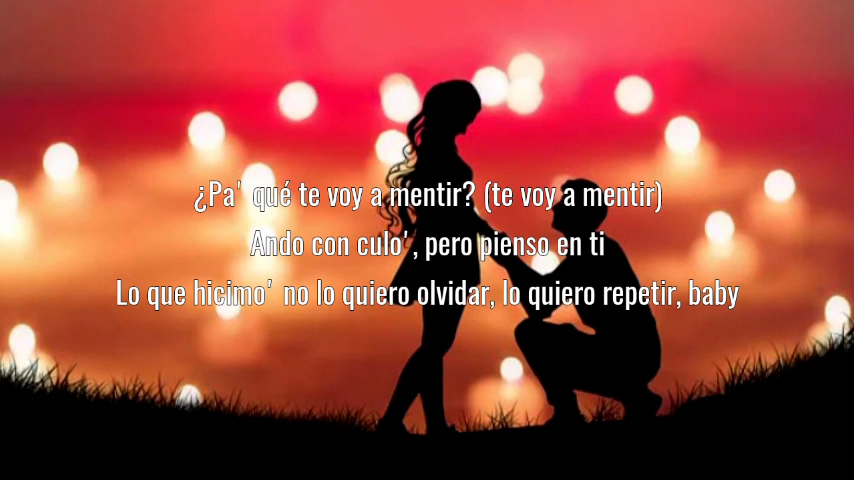 ¿Pa' qué te voy a mentir? (te voy a mentir)
Ando con culo', pero pienso en ti
Lo que hicimo' no lo quiero olvidar, lo quiero repetir, baby